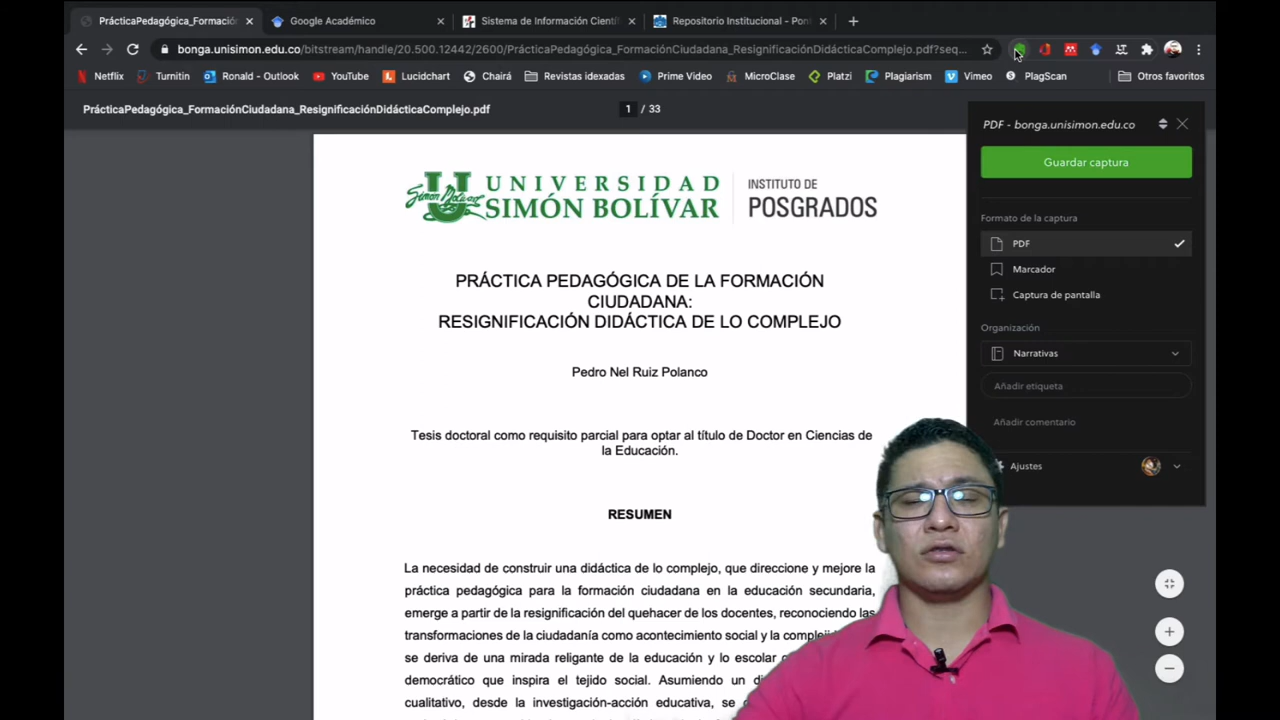 PrácticaPedagógica_Formació
Google Académico
Sistema de Información Científ
Repositorio Institucional - Pont
bonga.unisimon.edu.co/bitstream/handle/20.500.12442/2600/PrácticaPedagógica_FormaciónCiudadana_ResignificaciónDidácticaComplejo.pdf?seq...
Netflix Turnitin Ronald - Outlook YouTube Lucidchart Chairá Revistas idexadas Prime Video MicroClase Platzi Plagiarism Vimeo PlagScan Otros favoritos
PrácticaPedagógica_FormaciónCiudadana_ResignificaciónDidácticaComplejo.pdf
1 / 33
UNIVERSIDAD
SIMÓN BOLÍVAR
Simón Bolívar
INSTITUTO DE
POSGRADOS
PRÁCTICA PEDAGÓGICA DE LA FORMACIÓN
CIUDADANA:
RESIGNIFICACIÓN DIDÁCTICA DE LO COMPLEJO
Pedro Nel Ruiz Polanco
Tesis doctoral como requisito parcial para optar al título de Doctor en Ciencias de
la Educación.
RESUMEN
La necesidad de construir una didáctica de lo complejo, que direccione y mejore la
práctica pedagógica para la formación ciudadana en la educación secundaria,
emerge a partir de la resignificación del quehacer de los docentes, reconociendo las
transformaciones de la ciudadanía como acontecimiento social y la
se deriva de una mirada religante de la educación y lo escolar
democrático que inspira el tejido social. Asumiendo un
cualitativo, desde la investigación-acción educativa, se
PDF - bonga.unisimon.edu.co
Guardar captura
Formato de la captura
PDF
Marcador
Captura de pantalla
Organización
Narrativas
Añadir etiqueta
Añadir comentario
Ajustes